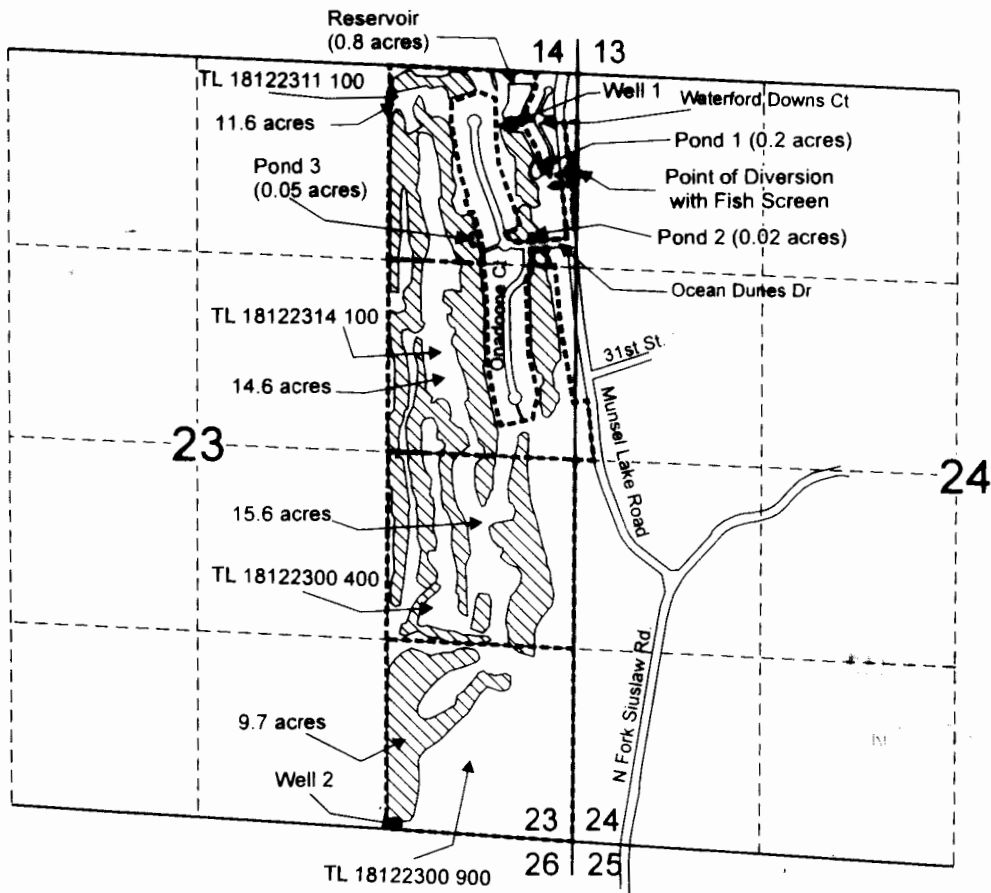 Reservoir
(0.8 acres)
14 13
TL 18122311 100
Well 1
Waterford Downs Ct
11.6 acres
Pond 1 (0.2 acres)
Pond 3
(0.05 acres)
Point of Diversion
with Fish Screen
Pond 2 (0.02 acres)
Ocean Dunes Dr
Onadoone Ct
TL 18122314 100
31st St.
14.6 acres
Munsel Lake Road
23
24
15.6 acres
TL 18122300 400
N Fork Siuslaw Rd
9.7 acres
Well 2
23 24
26 25
TL 18122300 900